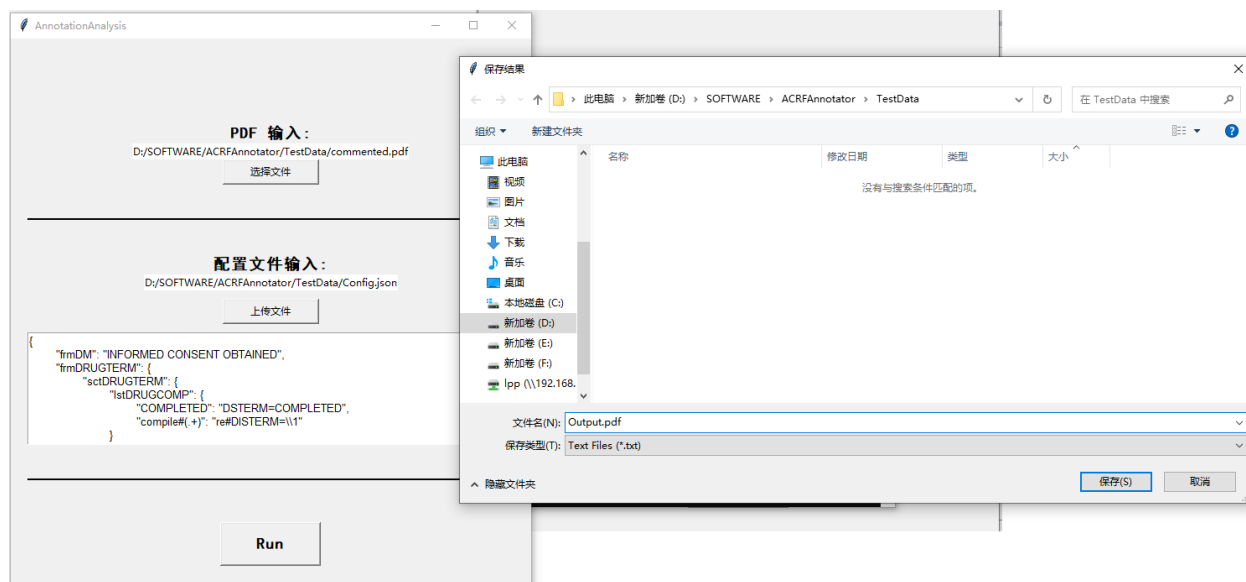 AnnotationAnalysis
PDF 输入:
D:/SOFTWARE/ACRFAnnotator/TestData/commented.pdf
选择文件
配置文件输入:
D:/SOFTWARE/ACRFAnnotator/TestData/Config.json
上传文件
{
"frmDM": "INFORMED CONSENT OBTAINED",
"frmDRUGTERM": {
"sctDRUGTERM": {
"lstDRUGCOMP": {
"COMPLETED": "DSTERM=COMPLETED",
"compile#(.+)": "re#DISTERM=\\1"
}
Run
保存结果
此电脑 › 新加卷 (D:) › SOFTWARE › ACRFAnnotator › TestData
在 TestData 中搜索
组织 新建文件夹
此电脑
视频
图片
文档
下载
音乐
桌面
本地磁盘 (C:)
新加卷 (D:)
新加卷 (E:)
新加卷 (F:)
lpp (\\192.168.
名称 修改日期 类型 大小
没有与搜索条件匹配的项。
文件名(N): Output.pdf
保存类型(T): Text Files (*.txt)
隐藏文件夹
保存(S) 取消